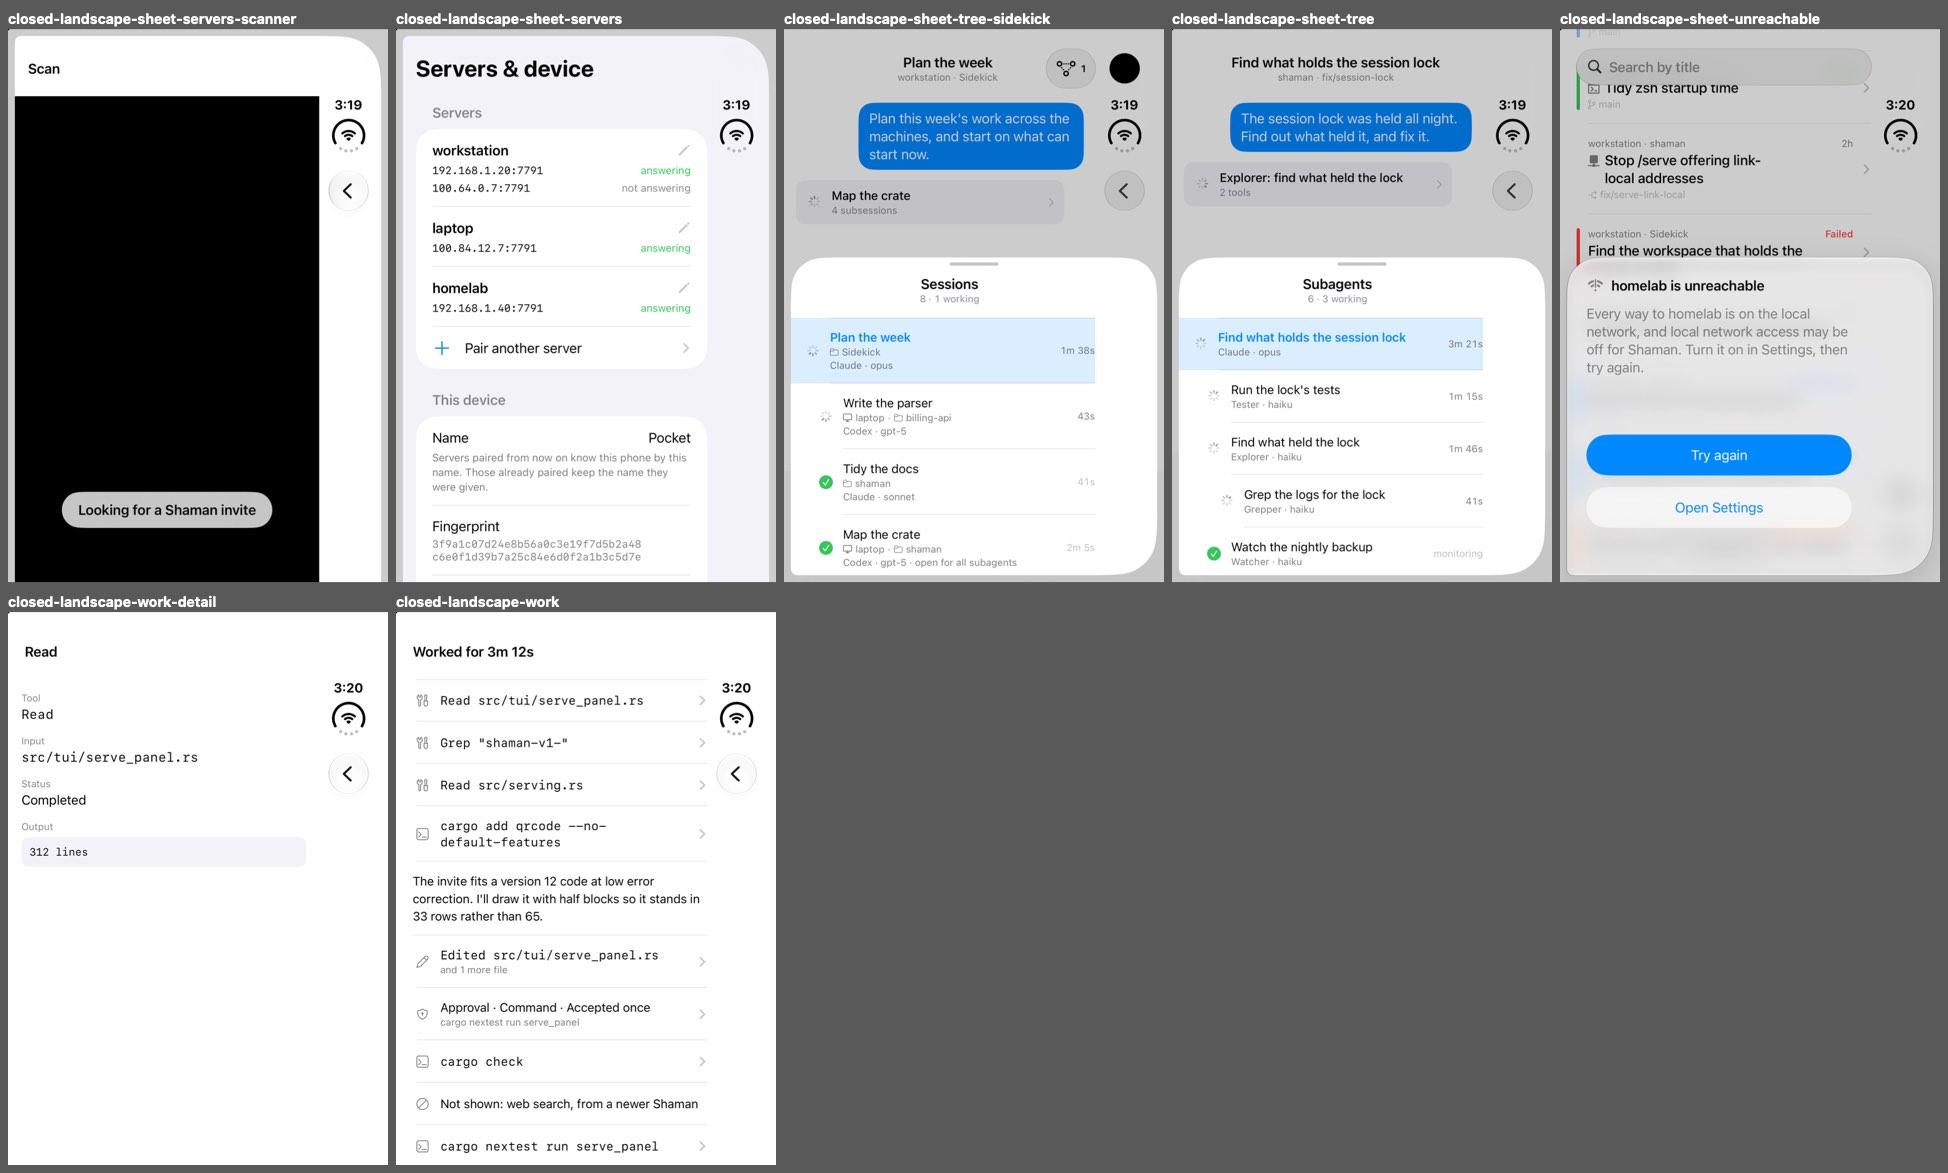 closed-landscape-sheet-servers-scanner
Scan
3:19
Looking for a Shaman invite
closed-landscape-sheet-servers
Servers & device
3:19
Servers
workstation
192.168.1.20:7791
answering
100.64.0.7:7791
not answering
laptop
100.84.12.7:7791
answering
homelab
192.168.1.40:7791
answering
Pair another server
This device
Name
Pocket
Servers paired from now on know this phone by this
name. Those already paired keep the name they
were given.
Fingerprint
3f9a1c07d24e8b56a0c3e19f7d5b2a48
c6e0f1d39b7a25c84e6d0f2a1b3c5d7e
closed-landscape-sheet-tree-sidekick
Plan the week
workstation · Sidekick
1
3:19
Plan this week's work across the
machines, and start on what can
start now.
Map the crate
4 subsessions
Sessions
8 · 1 working
Plan the week
Sidekick
Claude · opus
1m 38s
Write the parser
laptop · billing-api
Codex · gpt-5
43s
Tidy the docs
shaman
Claude · sonnet
41s
Map the crate
laptop · shaman
Codex · gpt-5 · open for all subagents
2m 5s
closed-landscape-sheet-tree
Find what holds the session lock
shaman · fix/session-lock
3:19
The session lock was held all night.
Find out what held it, and fix it.
Explorer: find what held the lock
2 tools
Subagents
6 · 3 working
Find what holds the session lock
Claude · opus
3m 21s
Run the lock's tests
Tester · haiku
1m 15s
Find what held the lock
Explorer · haiku
1m 46s
Grep the logs for the lock
Grepper · haiku
41s
Watch the nightly backup
Watcher · haiku
monitoring
closed-landscape-sheet-unreachable
main
Search by title
Tidy zsh startup time
main
3:20
workstation · shaman
2h
Stop /serve offering link-
local addresses
fix/serve-link-local
workstation · Sidekick
Failed
Find the workspace that holds the
homelab is unreachable
Every way to homelab is on the local
network, and local network access may be
off for Shaman. Turn it on in Settings, then
try again.
Try again
Open Settings
closed-landscape-work-detail
Read
3:20
Tool
Read
Input
src/tui/serve_panel.rs
Status
Completed
Output
312 lines
closed-landscape-work
Worked for 3m 12s
3:20
Read src/tui/serve_panel.rs
Grep "shaman-v1-"
Read src/serving.rs
cargo add qrcode --no-
default-features
The invite fits a version 12 code at low error
correction. I'll draw it with half blocks so it stands in
33 rows rather than 65.
Edited src/tui/serve_panel.rs
and 1 more file
Approval · Command · Accepted once
cargo nextest run serve_panel
cargo check
Not shown: web search, from a newer Shaman
cargo nextest run serve_panel